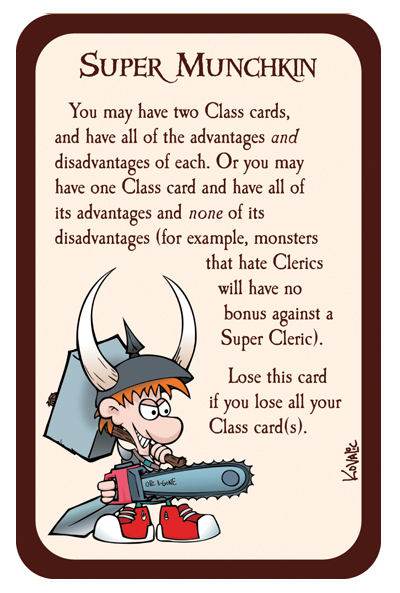 Super Munchkin
You may have two Class cards,
and have all of the advantages and
disadvantages of each. Or you may
have one Class card and have all of
its advantages and none of its
disadvantages (for example, monsters
that hate Clerics
will have no
bonus against a
Super Cleric).
Lose this card
if you lose all your
Class card(s).
KOVALIC